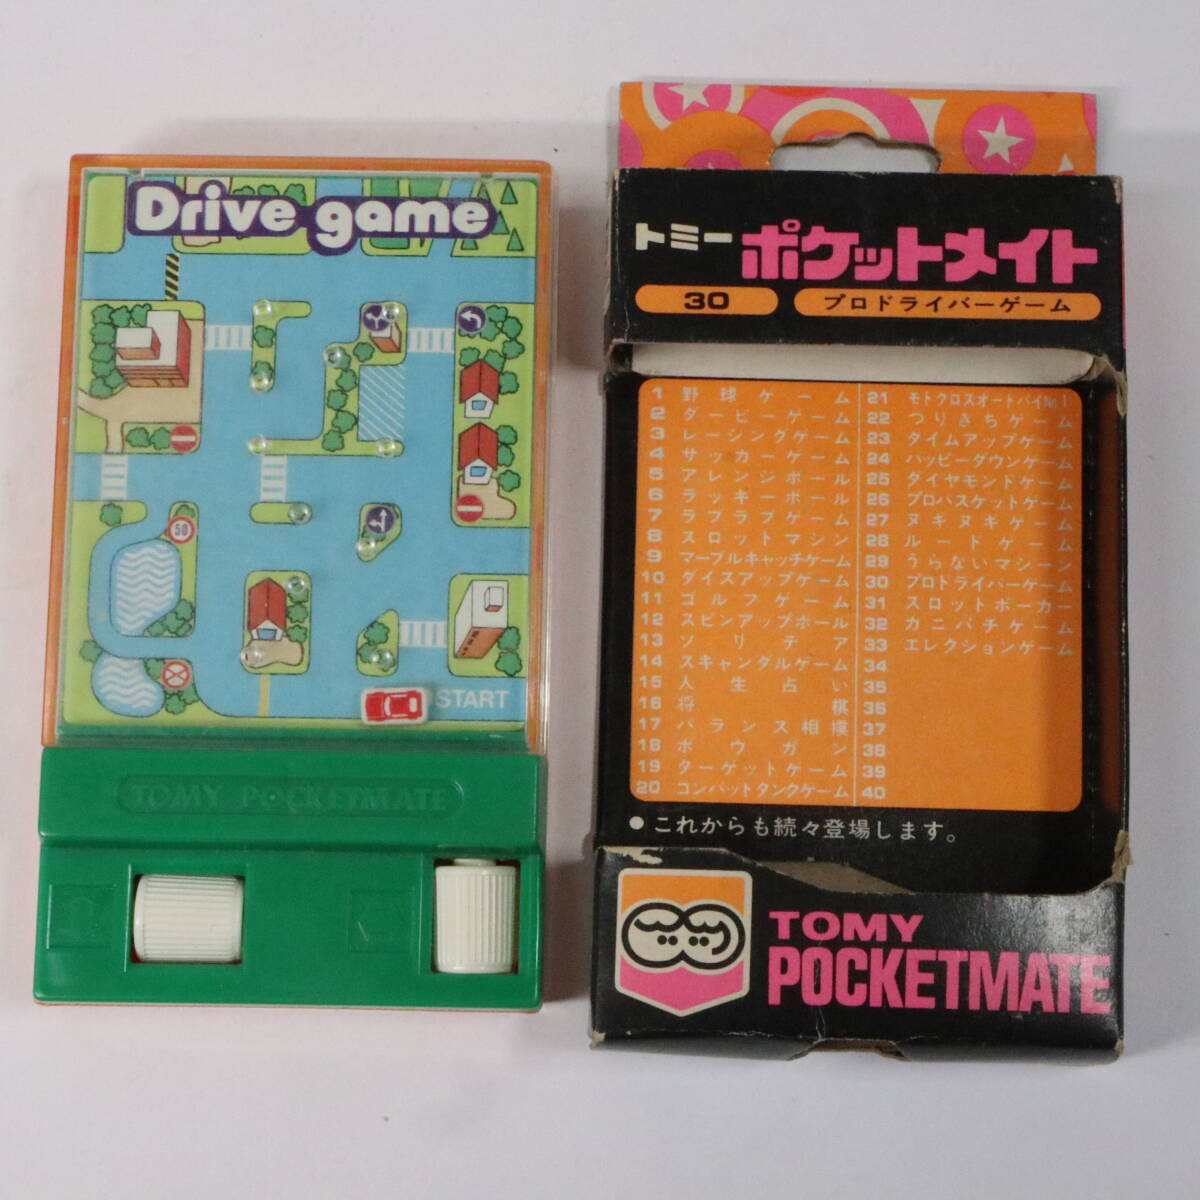 Drive game
50
START
TOMY POCKETMATE
トミー ポケットメイト
30 プロドライバーゲーム
1 野球ゲーム
2 ダービーゲーム
3 レーシングゲーム
4 サッカーゲーム
5 アレンジボール
6 ラッキーボール
7 ラブラブゲーム
8 スロットマシン
9 マーブルキャッチゲーム
10 ダイスアップゲーム
11 ゴルフゲーム
12 スピンアップボール
13 ソリテア
14 スキャンダルゲーム
15 人生占い
16 将棋
17 バランス相撲
18 ボウガン
19 ターゲットゲーム
20 コンバットタンクゲーム
21 モトクロスオートバイNo.1
22 つりきちゲーム
23 タイムアップゲーム
24 ハッピーダウンゲーム
25 ダイヤモンドゲーム
26 プロバスケットゲーム
27 ヌキヌキゲーム
28 ルードゲーム
29 うらないマシーン
30 プロドライバーゲーム
31 スロットポーカー
32 カニパチゲーム
33 エレクションゲーム
34
35
36
37
38
39
40
●これからも続々登場します。
TOMY
POCKETMATE